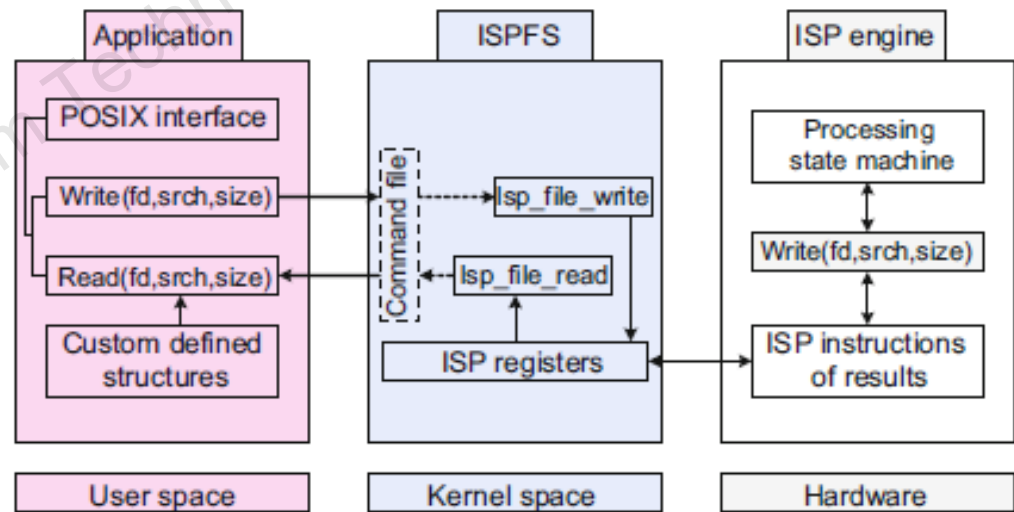 Application
POSIX interface
Write(fd,srch,size)
Read(fd,srch,size)
Custom defined
structures
User space
ISPFS
Command file
Isp_file_write
Isp_file_read
ISP registers
Kernel space
ISP engine
Processing
state machine
Write(fd,srch,size)
ISP instructions
of results
Hardware